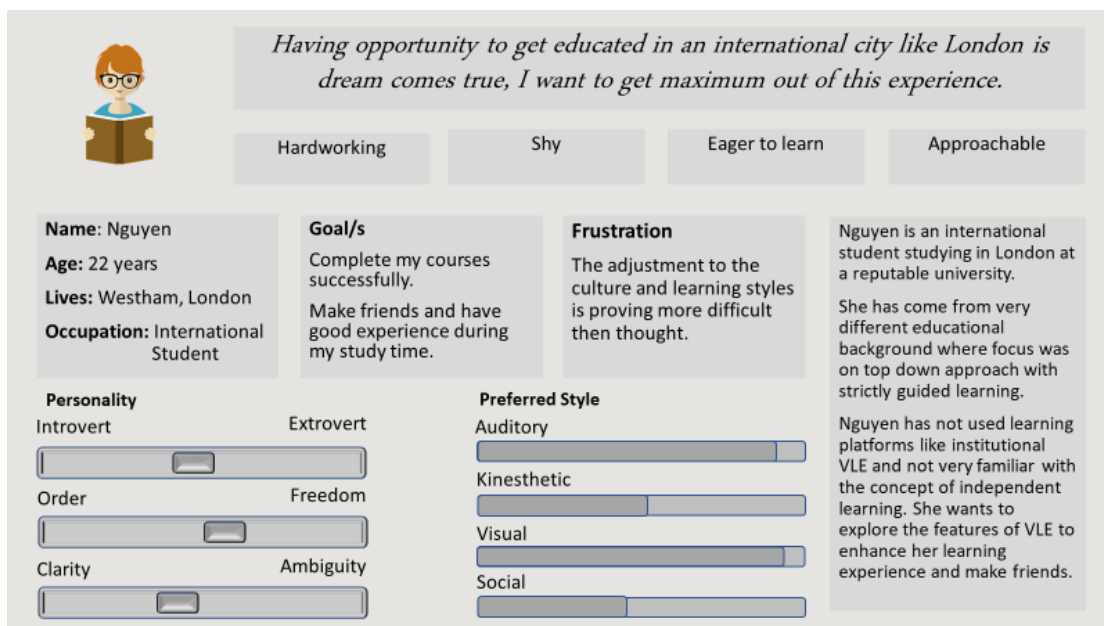 Having opportunity to get educated in an international city like London is
dream comes true, I want to get maximum out of this experience.
Hardworking
Shy
Eager to learn
Approachable
Name: Nguyen
Age: 22 years
Lives: Westham, London
Occupation: International
Student
Goal/s
Complete my courses
successfully.
Make friends and have
good experience during
my study time.
Frustration
The adjustment to the
culture and learning styles
is proving more difficult
then thought.
Nguyen is an international
student studying in London at
a reputable university.
She has come from very
different educational
background where focus was
on top down approach with
strictly guided learning.
Nguyen has not used learning
platforms like institutional
VLE and not very familiar with
the concept of independent
learning. She wants to
explore the features of VLE to
enhance her learning
experience and make friends.
Personality
Introvert
Extrovert
Order
Freedom
Clarity
Ambiguity
Preferred Style
Auditory
Kinesthetic
Visual
Social